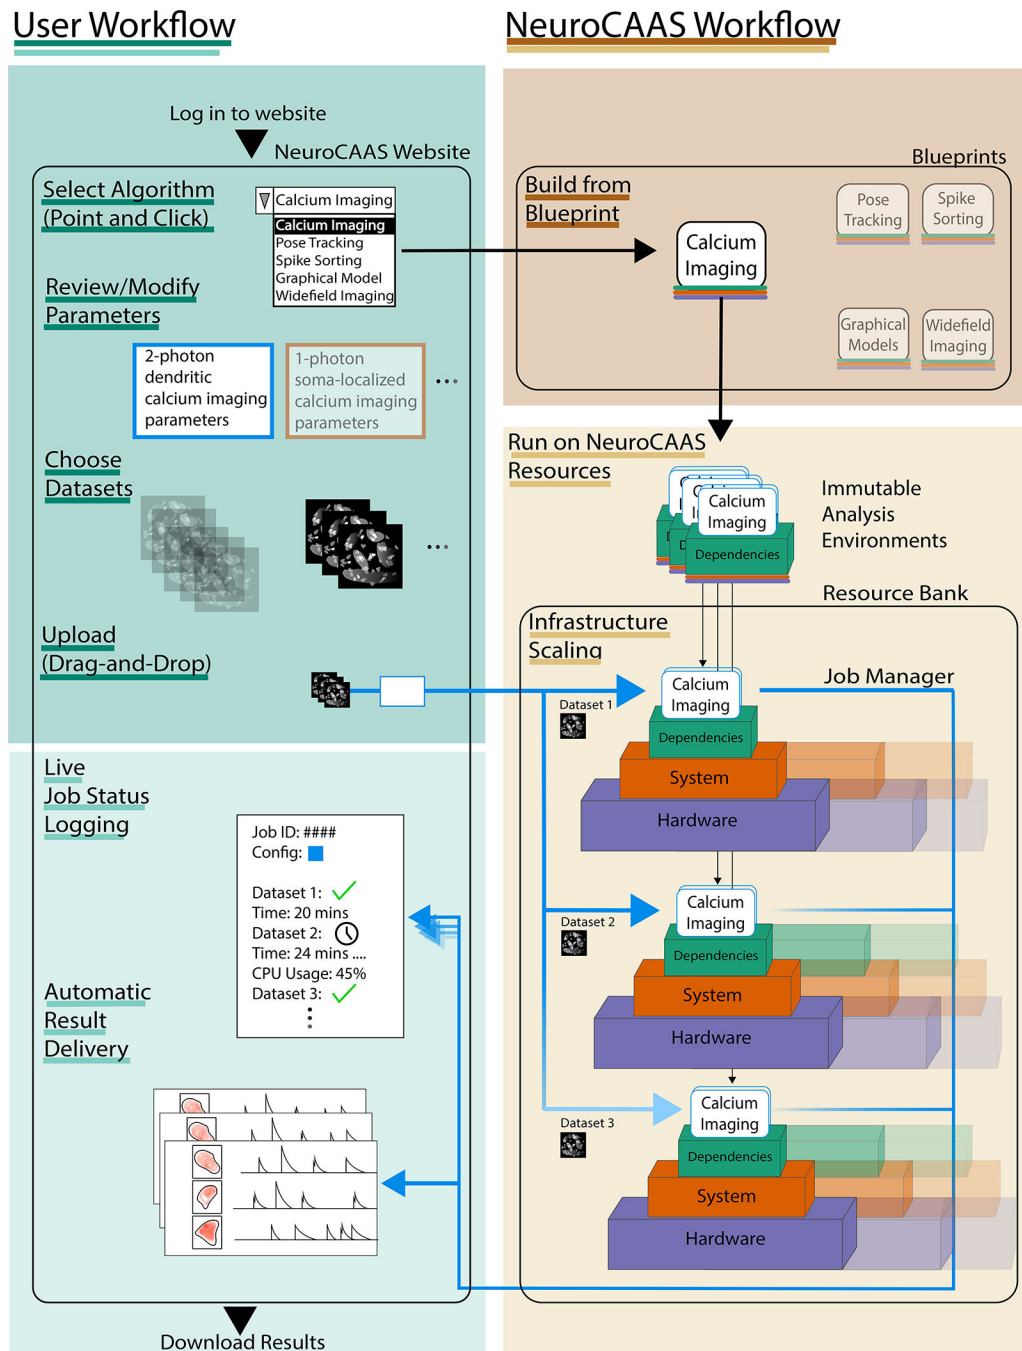 User Workflow
Log in to website
NeuroCAAS Website
Select Algorithm
(Point and Click)
Calcium Imaging
Calcium Imaging
Pose Tracking
Spike Sorting
Graphical Model
Widefield Imaging
Review/Modify
Parameters
2-photon
dendritic
calcium imaging
parameters
1-photon
soma-localized
calcium imaging
parameters
...
Choose
Datasets
...
Upload
(Drag-and-Drop)
Live
Job Status
Logging
Job ID: ####
Config:
Dataset 1:
Time: 20 mins
Dataset 2:
Time: 24 mins ....
CPU Usage: 45%
Dataset 3:
Automatic
Result
Delivery
Download Results
NeuroCAAS Workflow
Blueprints
Build from
Blueprint
Calcium
Imaging
Pose
Tracking
Spike
Sorting
Graphical
Models
Widefield
Imaging
Run on NeuroCAAS
Resources
Calcium
Imaging
Dependencies
Immutable
Analysis
Environments
Resource Bank
Infrastructure
Scaling
Job Manager
Dataset 1
Calcium
Imaging
Dependencies
System
Hardware
Dataset 2
Calcium
Imaging
Dependencies
System
Hardware
Dataset 3
Calcium
Imaging
Dependencies
System
Hardware